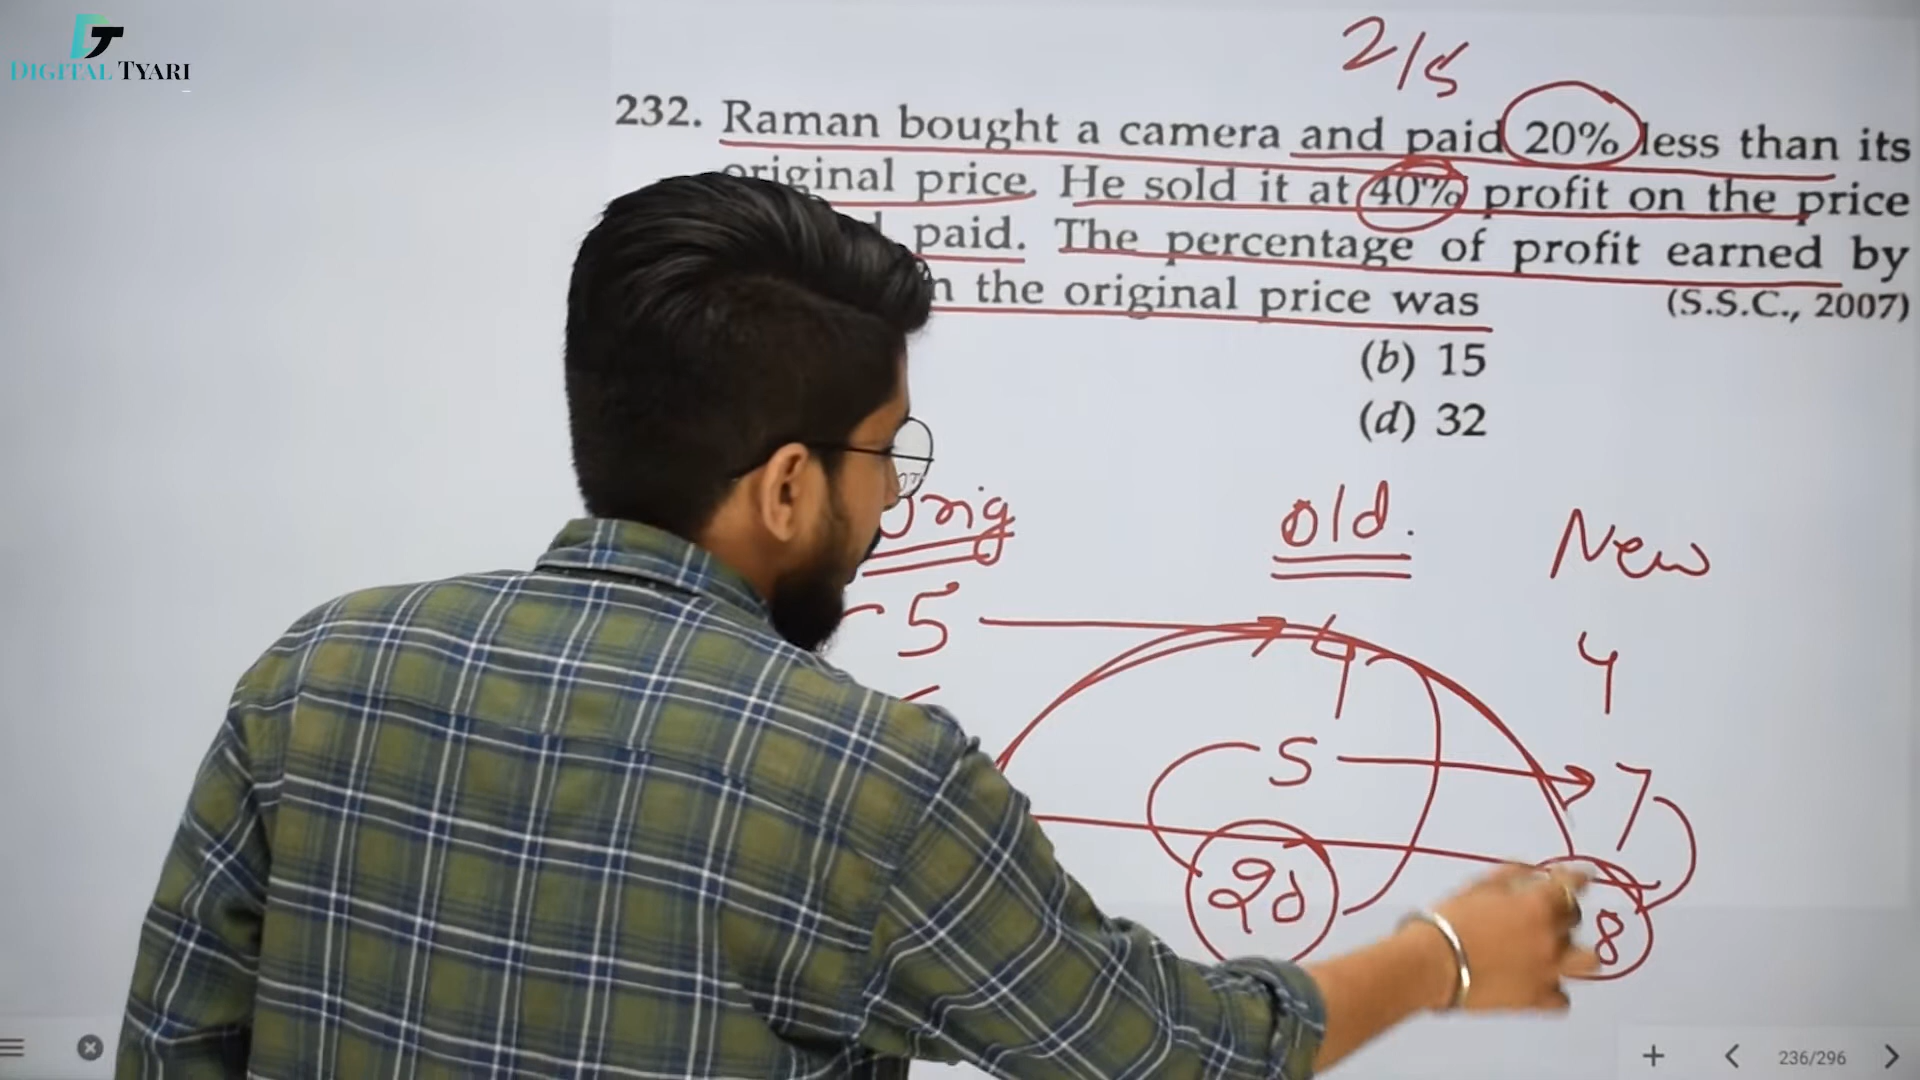 DIGITAL TYARI
2/5
232. Raman bought a camera and paid 20% less than its
original price. He sold it at 40% profit on the price
paid. The percentage of profit earned by
the original price was (S.S.C., 2007)
(b) 15
(d) 32
Orig old. New
5 4 4
5 7
20 8
236/296